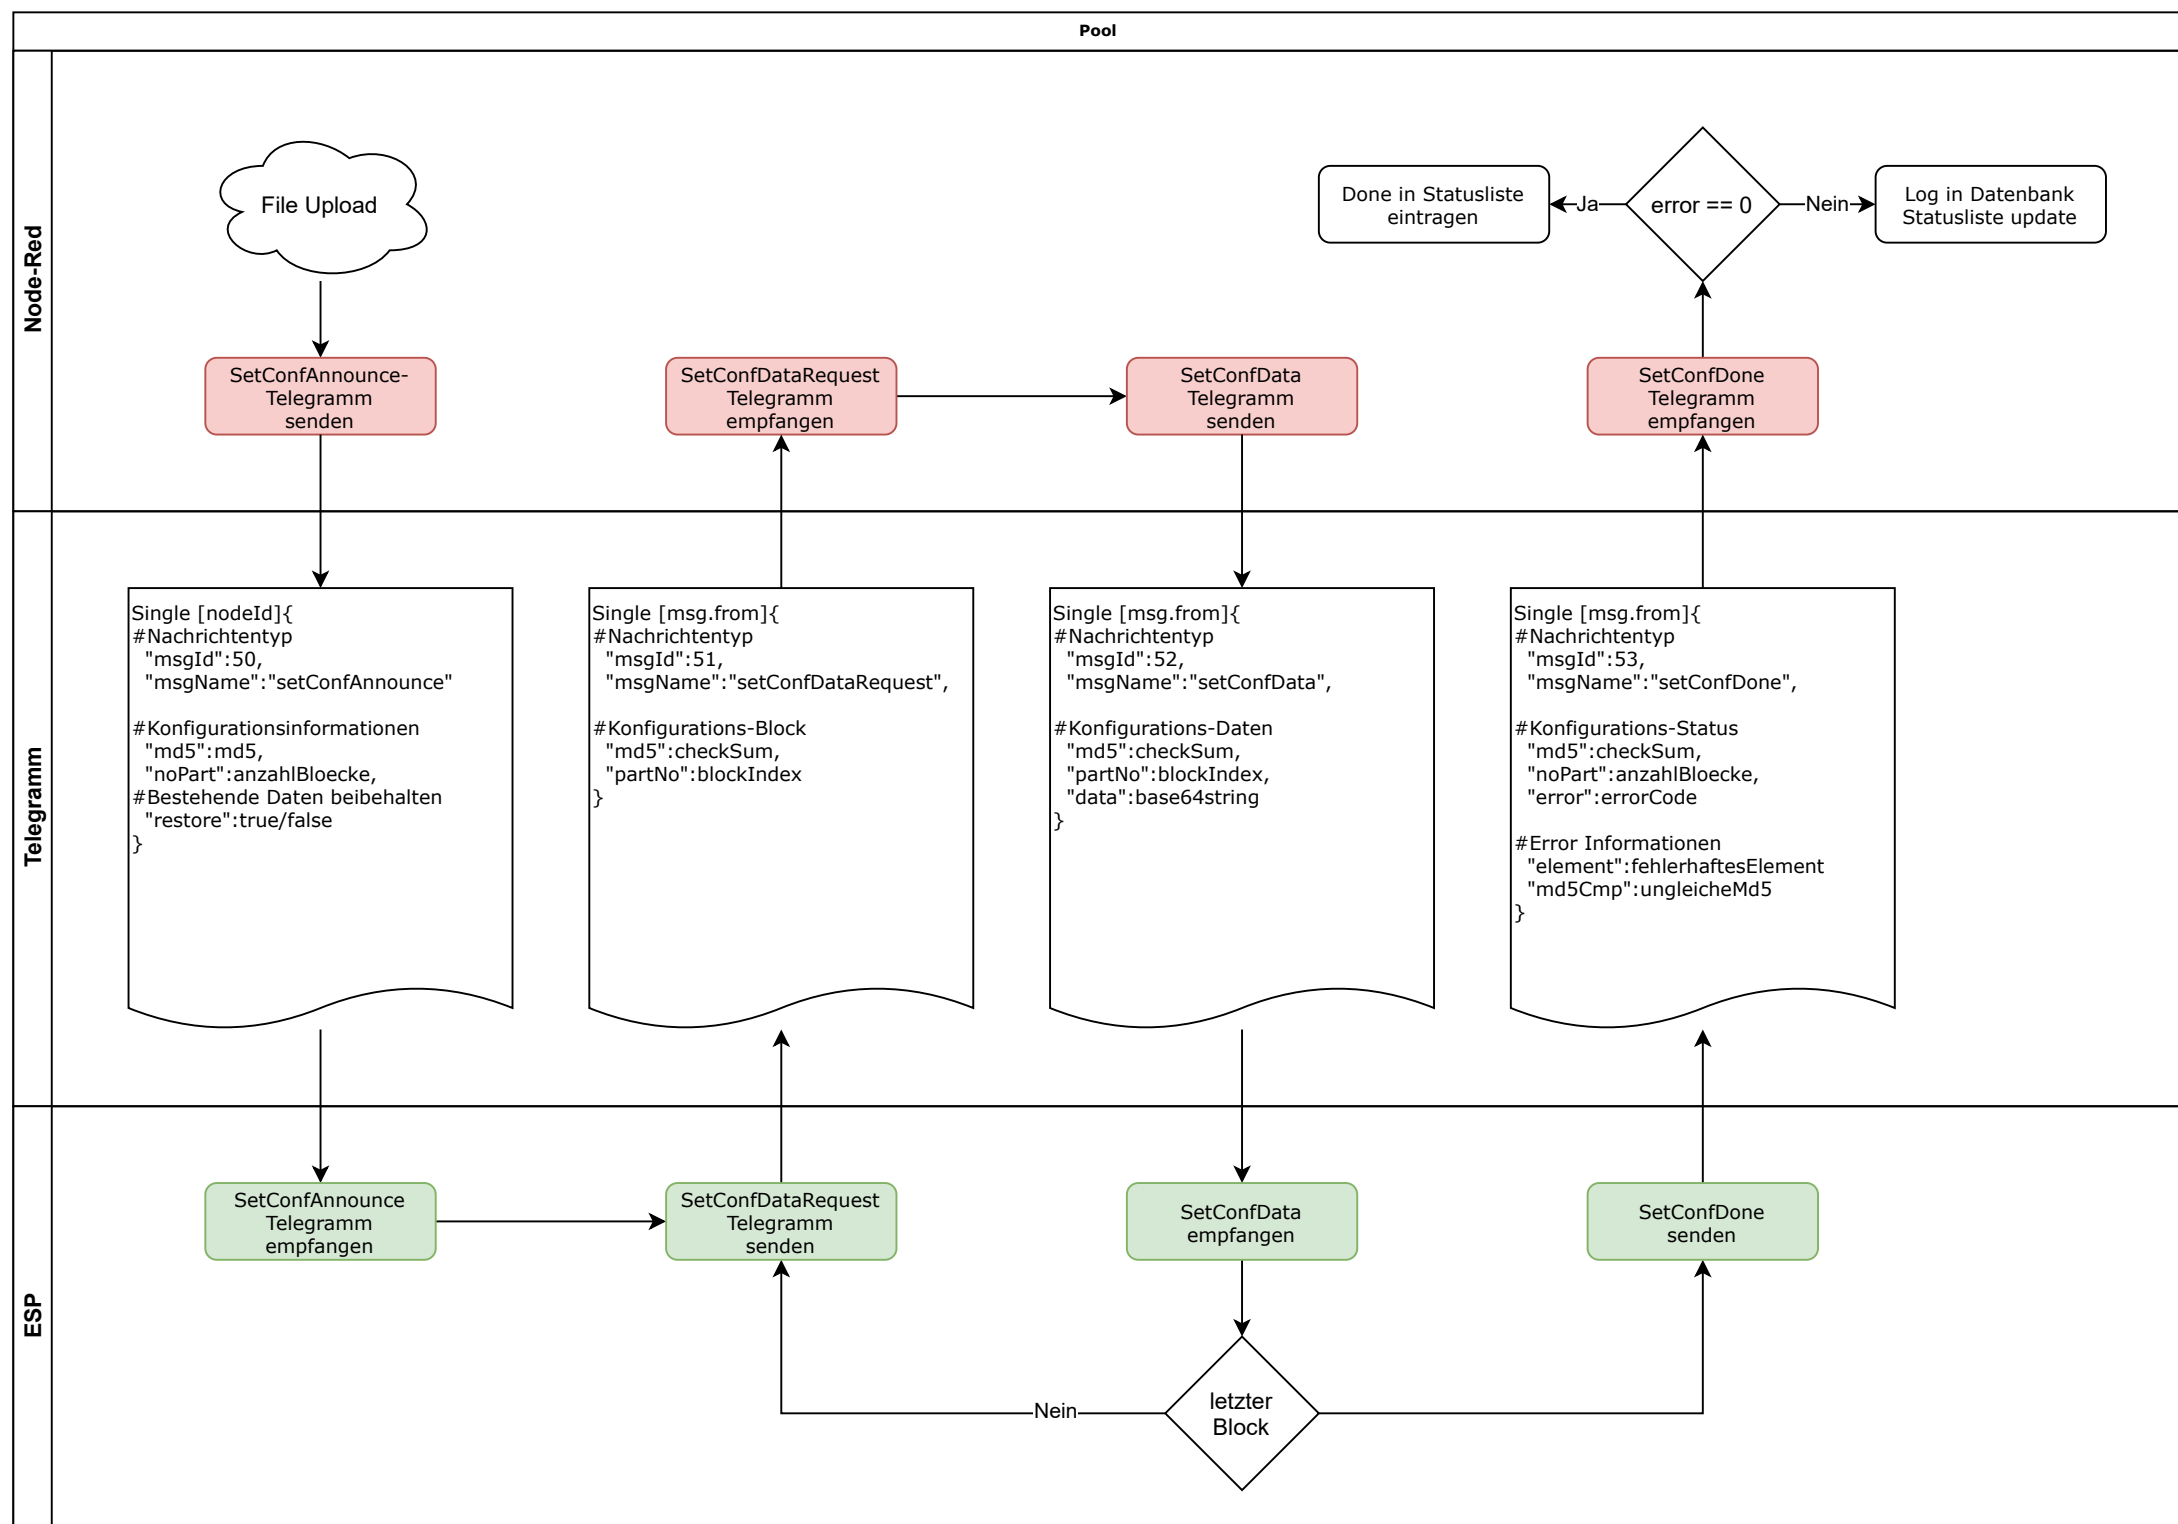 Pool
Node-Red
File Upload
Done in Statusliste
eintragen
Ja
error == 0
Nein
Log in Datenbank
Statusliste update
SetConfAnnounce-
Telegramm
senden
SetConfDataRequest
Telegramm
empfangen
SetConfData
Telegramm
senden
SetConfDone
Telegramm
empfangen
Telegramm
Single [nodeId]{
#Nachrichtentyp
"msgId":50,
"msgName":"setConfAnnounce"
#Konfigurationsinformationen
"md5":md5,
"noPart":anzahlBloecke,
#Bestehende Daten beibehalten
"restore":true/false
}
Single [msg.from]{
#Nachrichtentyp
"msgId":51,
"msgName":"setConfDataRequest",
#Konfigurations-Block
"md5":checkSum,
"partNo":blockIndex
}
Single [msg.from]{
#Nachrichtentyp
"msgId":52,
"msgName":"setConfData",
#Konfigurations-Daten
"md5":checkSum,
"partNo":blockIndex,
"data":base64string
}
Single [msg.from]{
#Nachrichtentyp
"msgId":53,
"msgName":"setConfDone",
#Konfigurations-Status
"md5":checkSum,
"noPart":anzahlBloecke,
"error":errorCode
#Error Informationen
"element":fehlerhaftesElement
"md5Cmp":ungleicheMd5
}
ESP
SetConfAnnounce
Telegramm
empfangen
SetConfDataRequest
Telegramm
senden
SetConfData
empfangen
SetConfDone
senden
Nein
letzter
Block